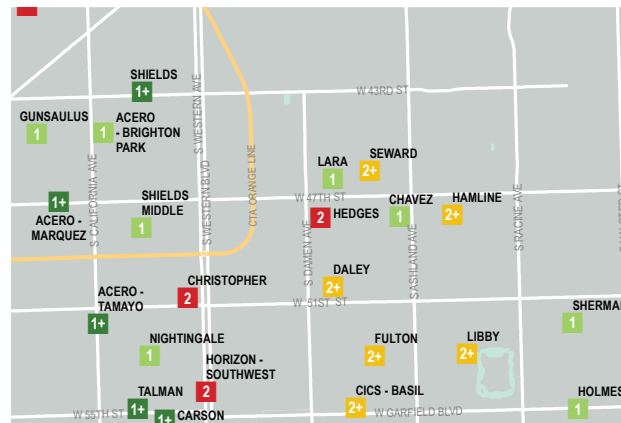 SHIELDS
1+
W 43RD ST
S WESTERN AVE
GUNSAULUS
1
ACERO
- BRIGHTON
PARK
1
SEWARD
2+
LARA
1
CTA ORANGE LINE
S CALIFORNIA AVE
S WESTERN BLVD
W 47TH ST
1+
ACERO -
MARQUEZ
SHIELDS
MIDDLE
1
2
HEDGES
CHAVEZ
1
HAMLINE
2+
S RACINE AVE
S DAMEN AVE
S ASHLAND AVE
DALEY
2+
CHRISTOPHER
2
ACERO -
TAMAYO
1+
W 51ST ST
SHERMA
1
NIGHTINGALE
1
FULTON
2+
LIBBY
2+
HORIZON -
SOUTHWEST
2
TALMAN
1+
CICS - BASIL
2+
HOLMES
1
W 55TH ST
1+
CARSON
W GARFIELD BLVD